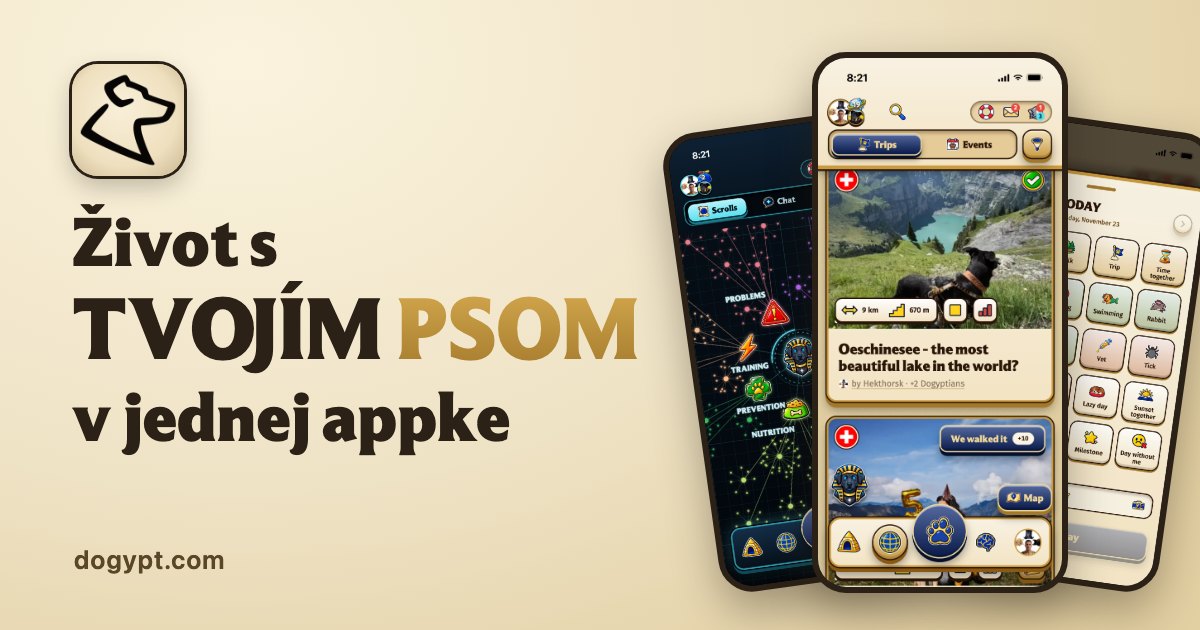 Život s
TVOJÍM PSOM
v jednej appke
dogypt.com
8:21
Scrolls
Chat
PROBLEMS
TRAINING
PREVENTION
NUTRITION
8:21
Trips
Events
9 km
670 m
Oeschinesee - the most
beautiful lake in the world?
by Hekthorsk · +2 Dogyptians
We walked it +10
Map
November 23
Trip
Time
together
Swimming
Rabbit
Vet
Tick
Lazy day
Sunset
together
Milestone
Day without
me